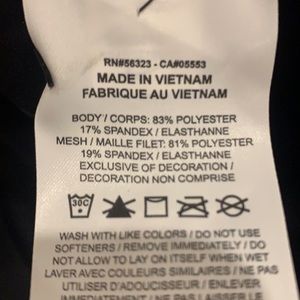 RN#56323 - CA#05553
MADE IN VIETNAM
FABRIQUE AU VIETNAM
BODY / CORPS: 83% POLYESTER
17% SPANDEX / ELASTHANNE
MESH / MAILLE FILET: 81% POLYESTER
19% SPANDEX / ELASTHANNE
EXCLUSIVE OF DECORATION /
DECORATION NON COMPRISE
30C
WASH WITH LIKE COLORS / DO NOT USE
SOFTENERS / REMOVE IMMEDIATELY / DO
NOT ALLOW TO LAY ON ITSELF WHEN WET
LAVER AVEC COULEURS SIMILAIRES / NE PAS
UTILISER D'ADOUCISSEUR / ENLEVER